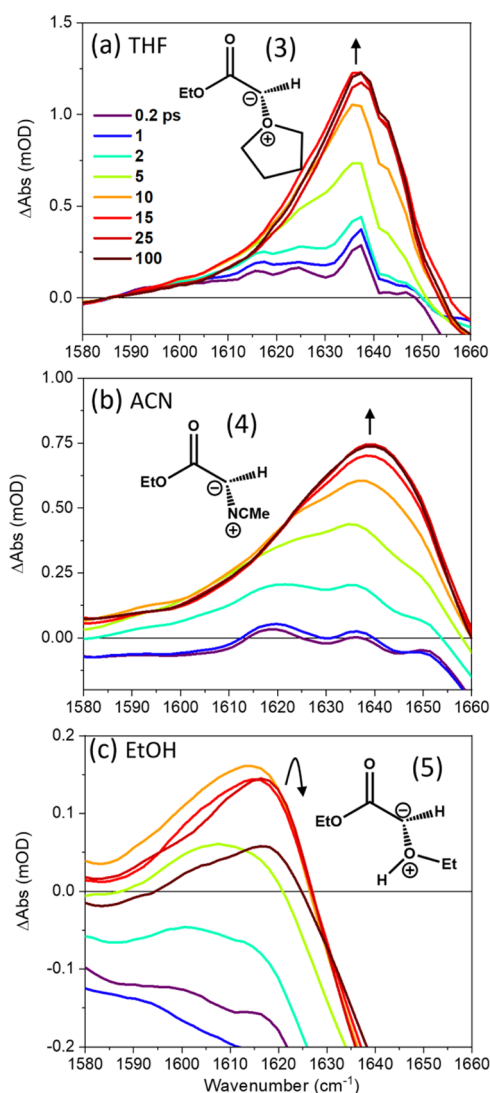 (a) THF
(3)
O
EtO
H
⊖
O
⊕
0.2 ps
1
2
5
10
15
25
100
ΔAbs (mOD)
1.5
1.0
0.5
0.0
1580 1590 1600 1610 1620 1630 1640 1650 1660
(b) ACN
(4)
O
EtO
H
⊖
NCMe
⊕
ΔAbs (mOD)
1.00
0.75
0.50
0.25
0.00
1580 1590 1600 1610 1620 1630 1640 1650 1660
(c) EtOH
(5)
O
EtO
⊖
H
O
Et
H
⊕
ΔAbs (mOD)
0.2
0.1
0.0
-0.1
-0.2
1580 1590 1600 1610 1620 1630 1640 1650 1660
Wavenumber (cm⁻¹)